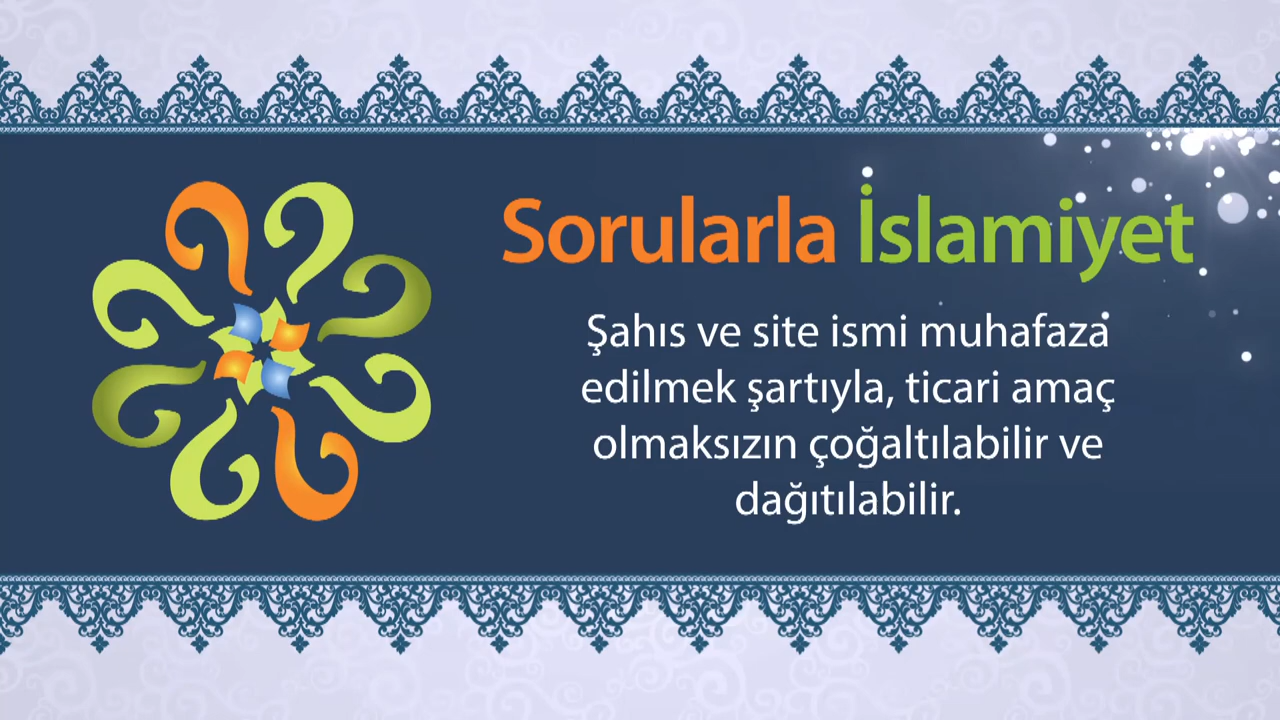 Sorularla İslamiyet
Şahıs ve site ismi muhafaza
edilmek şartıyla, ticari amaç
olmaksızın çoğaltılabilir ve
dağıtılabilir.